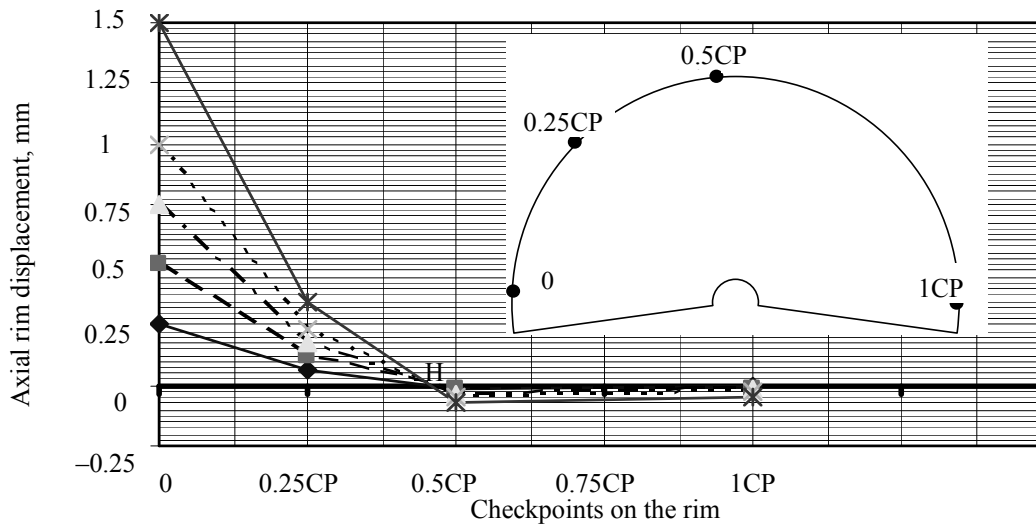 1.5
1.25
1
0.75
0.5
0.25
0
–0.25
Axial rim displacement, mm
0.5CP
0.25CP
0
1CP
H
0 0.25CP 0.5CP 0.75CP 1CP
Checkpoints on the rim